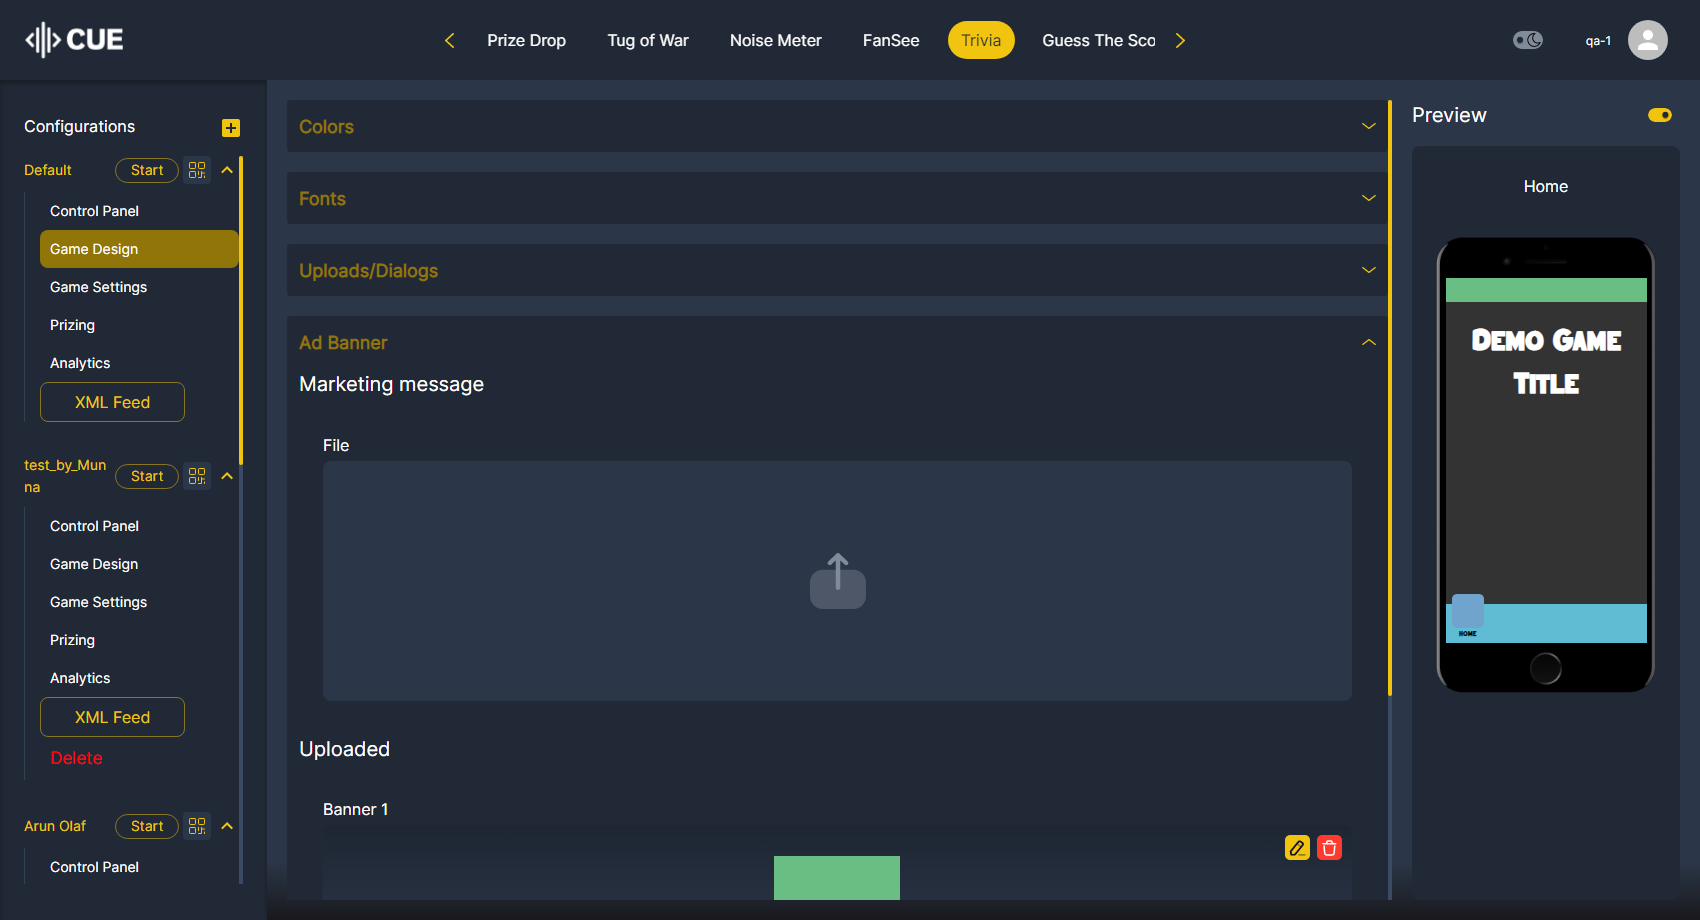 CUE
Prize Drop
Tug of War
Noise Meter
FanSee
Trivia
Guess The Sco
qa-1
Configurations
Default
Start
Control Panel
Game Design
Game Settings
Prizing
Analytics
XML Feed
test_by_Mun
na
Start
Control Panel
Game Design
Game Settings
Prizing
Analytics
XML Feed
Delete
Arun Olaf
Start
Control Panel
Colors
Fonts
Uploads/Dialogs
Ad Banner
Marketing message
File
Uploaded
Banner 1
Preview
Home
Demo Game
Title
HOME